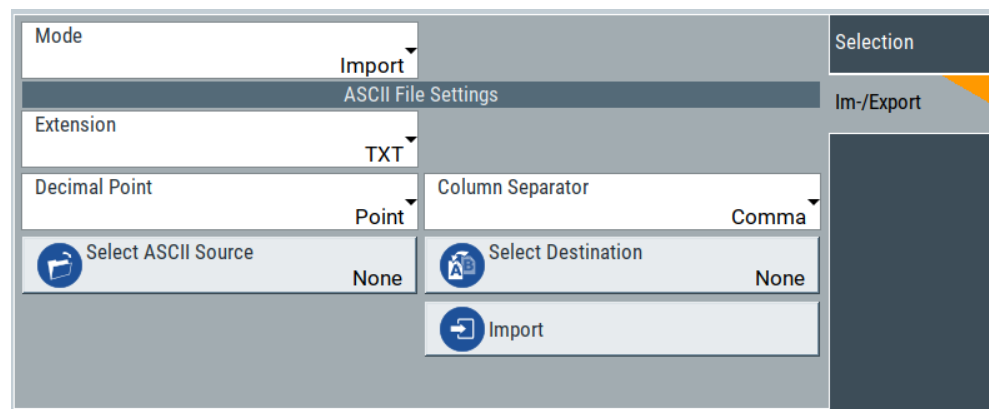 Mode
Import
Selection
ASCII File Settings
Im-/Export
Extension
TXT
Decimal Point
Point
Column Separator
Comma
Select ASCII Source
None
Select Destination
None
Import